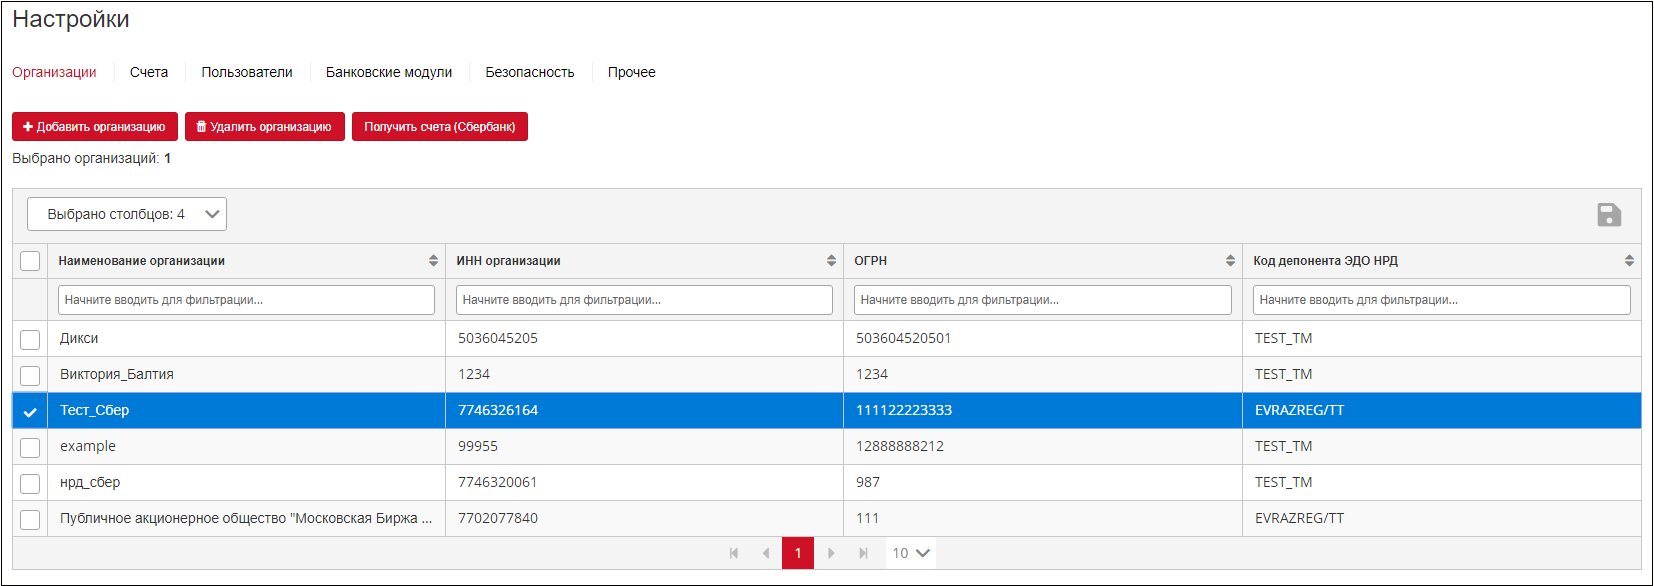 Настройки
Организации Счета Пользователи Банковские модули Безопасность Прочее
Добавить организацию Удалить организацию Получить счета (Сбербанк)
Выбрано организаций: 1
Выбрано столбцов: 4
Наименование организации ИНН организации ОГРН Код депонента ЭДО НРД
Начните вводить для фильтрации... Начните вводить для фильтрации... Начните вводить для фильтрации... Начните вводить для фильтрации...
Дикси 5036045205 503604520501 TEST_TM
Виктория_Балтия 1234 1234 TEST_TM
Тест_Сбер 7746326164 111122223333 EVRAZREG/TT
example 99955 12888888212 TEST_TM
нрд_сбер 7746320061 987 TEST_TM
Публичное акционерное общество "Московская Биржа ... 7702077840 111 EVRAZREG/TT
1 10